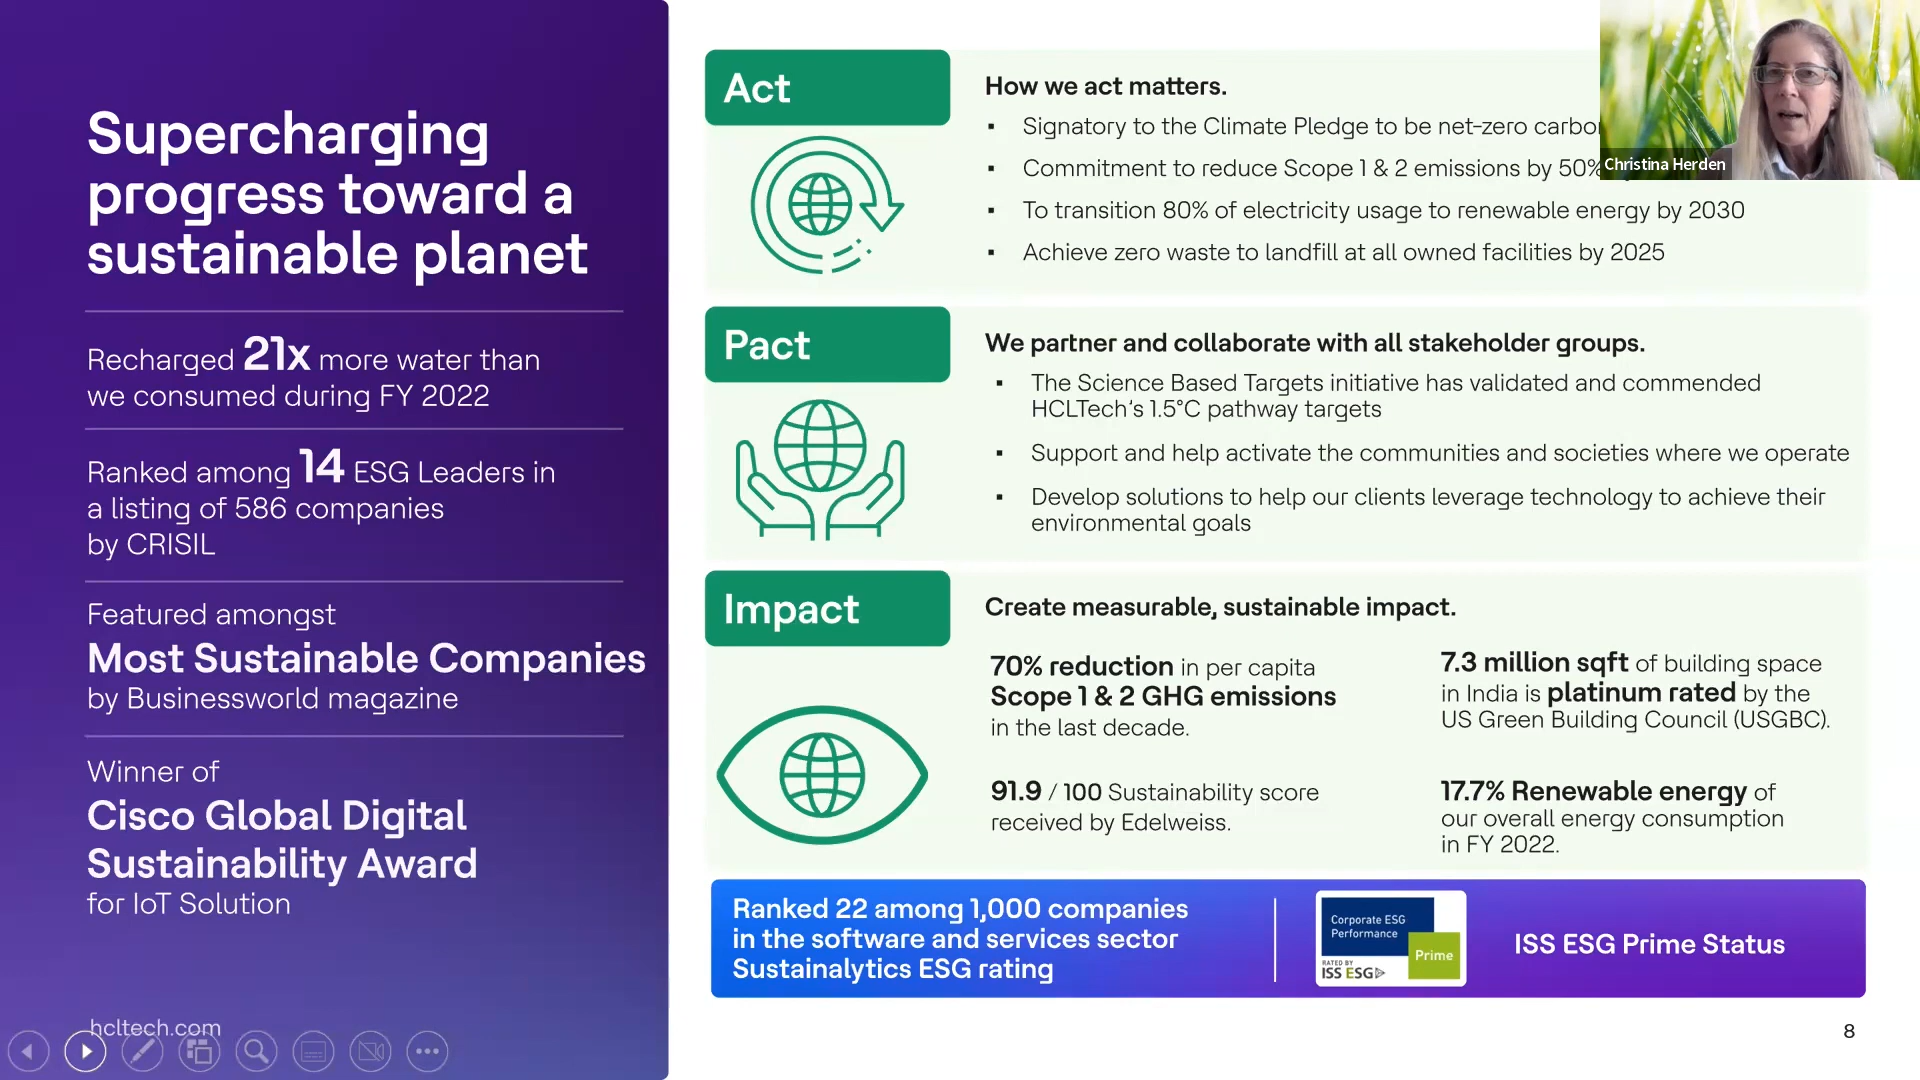 Supercharging
progress toward a
sustainable planet
Recharged 21x more water than
we consumed during FY 2022
Ranked among 14 ESG Leaders in
a listing of 586 companies
by CRISIL
Featured amongst
Most Sustainable Companies
by Businessworld magazine
Winner of
Cisco Global Digital
Sustainability Award
for IoT Solution
hcltech.com
Act
How we act matters.
▪ Signatory to the Climate Pledge to be net-zero
▪ Commitment to reduce Scope 1 & 2 emissions by 50%
▪ To transition 80% of electricity usage to renewable energy by 2030
▪ Achieve zero waste to landfill at all owned facilities by 2025
Christina Herden
Pact
We partner and collaborate with all stakeholder groups.
▪ The Science Based Targets initiative has validated and commended
HCLTech's 1.5°C pathway targets
▪ Support and help activate the communities and societies where we operate
▪ Develop solutions to help our clients leverage technology to achieve their
environmental goals
Impact
Create measurable, sustainable impact.
70% reduction in per capita
Scope 1 & 2 GHG emissions
in the last decade.
7.3 million sqft of building space
in India is platinum rated by the
US Green Building Council (USGBC).
91.9 / 100 Sustainability score
received by Edelweiss.
17.7% Renewable energy of
our overall energy consumption
in FY 2022.
Ranked 22 among 1,000 companies
in the software and services sector
Sustainalytics ESG rating
Corporate ESG
Performance
Prime
RATED BY
ISS ESG
ISS ESG Prime Status
8